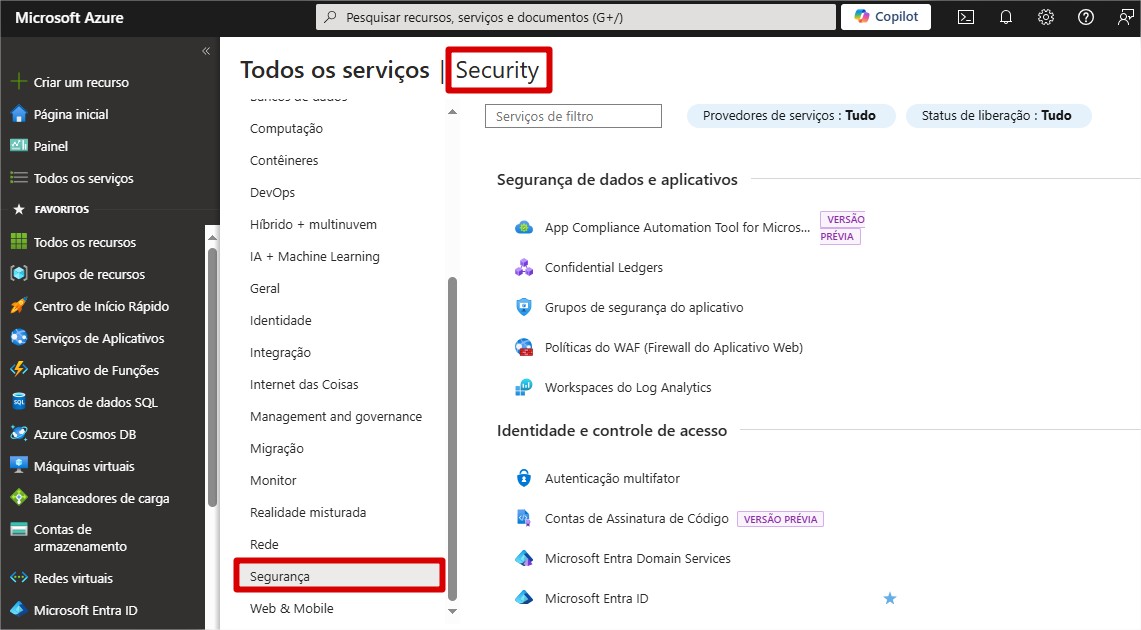 Microsoft Azure
Pesquisar recursos, serviços e documentos (G+/)
Copilot
«
Criar um recurso
Página inicial
Painel
Todos os serviços
FAVORITOS
Todos os recursos
Grupos de recursos
Centro de Início Rápido
Serviços de Aplicativos
Aplicativo de Funções
Bancos de dados SQL
Azure Cosmos DB
Máquinas virtuais
Balanceadores de carga
Contas de
armazenamento
Redes virtuais
Microsoft Entra ID
Todos os serviços | Security
Bancos de dados
Computação
Contêineres
DevOps
Híbrido + multinuvem
IA + Machine Learning
Geral
Identidade
Integração
Internet das Coisas
Management and governance
Migração
Monitor
Realidade misturada
Rede
Segurança
Web & Mobile
Serviços de filtro
Provedores de serviços : Tudo
Status de liberação : Tudo
Segurança de dados e aplicativos
App Compliance Automation Tool for Micros...
VERSÃO
PRÉVIA
Confidential Ledgers
Grupos de segurança do aplicativo
Políticas do WAF (Firewall do Aplicativo Web)
Workspaces do Log Analytics
Identidade e controle de acesso
Autenticação multifator
Contas de Assinatura de Código
VERSÃO PRÉVIA
Microsoft Entra Domain Services
Microsoft Entra ID